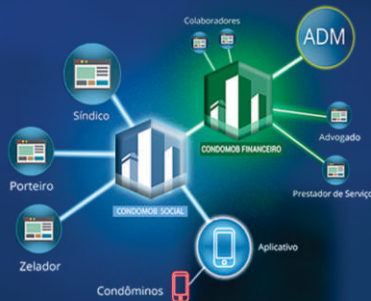 Colaboradores
ADM
Síndico
CONDOMOB FINANCEIRO
Advogado
Porteiro
Prestador de Serviço
CONDOMOB SOCIAL
Zelador
Aplicativo
Condôminos